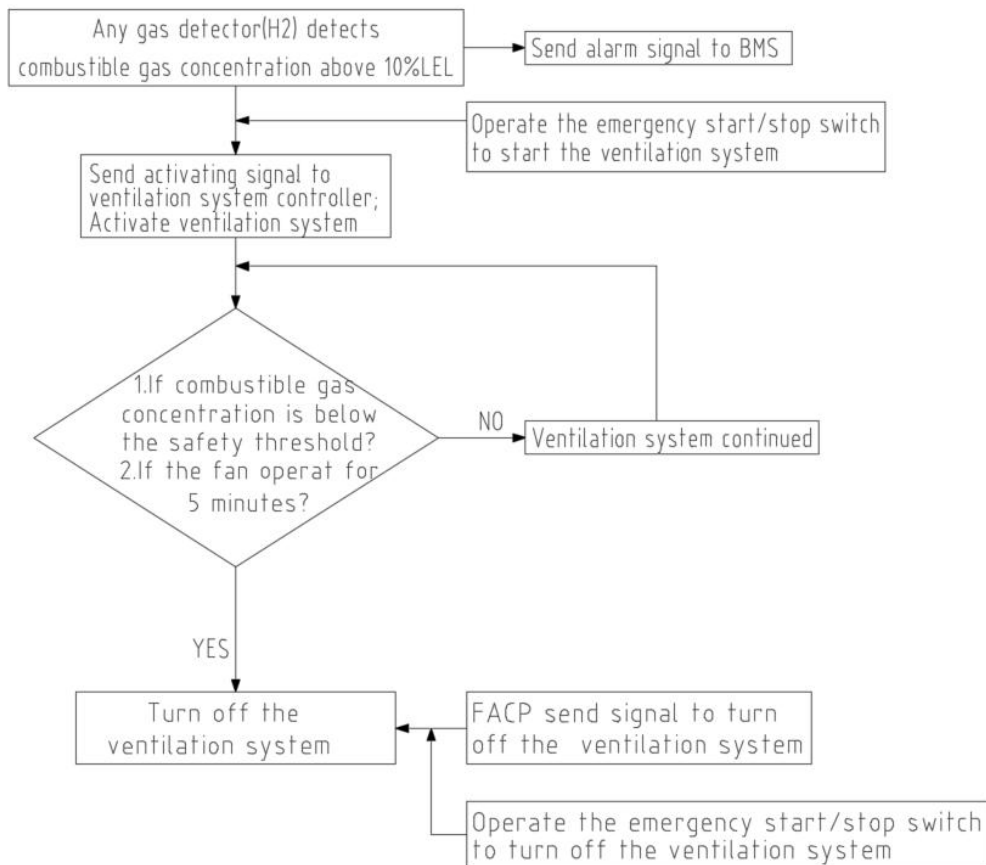 Any gas detector(H2) detects
combustible gas concentration above 10%LEL
Send alarm signal to BMS
Operate the emergency start/stop switch
to start the ventilation system
Send activating signal to
ventilation system controller;
Activate ventilation system
1.If combustible gas
concentration is below
the safety threshold?
2.If the fan operat for
5 minutes?
NO
Ventilation system continued
YES
Turn off the
ventilation system
FACP send signal to turn
off the ventilation system
Operate the emergency start/stop switch
to turn off the ventilation system